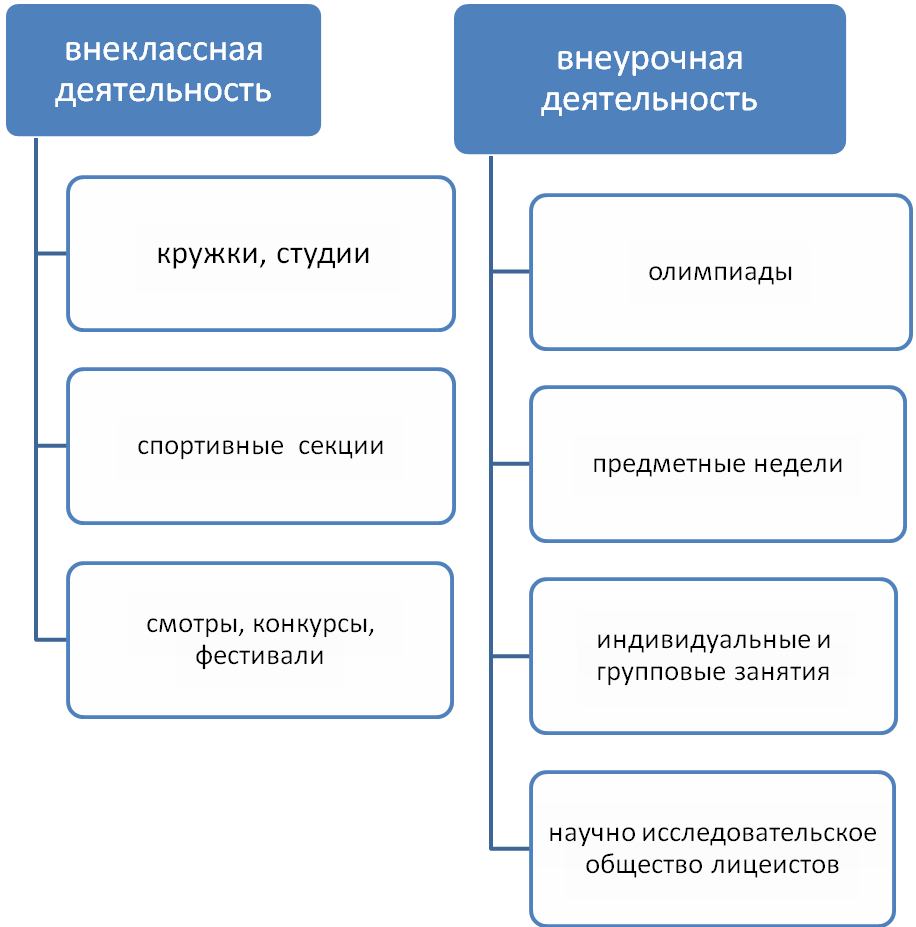 внеклассная
деятельность
кружки, студии
спортивные секции
смотры, конкурсы,
фестивали
внеурочная
деятельность
олимпиады
предметные недели
индивидуальные и
групповые занятия
научно исследовательское
общество лицеистов